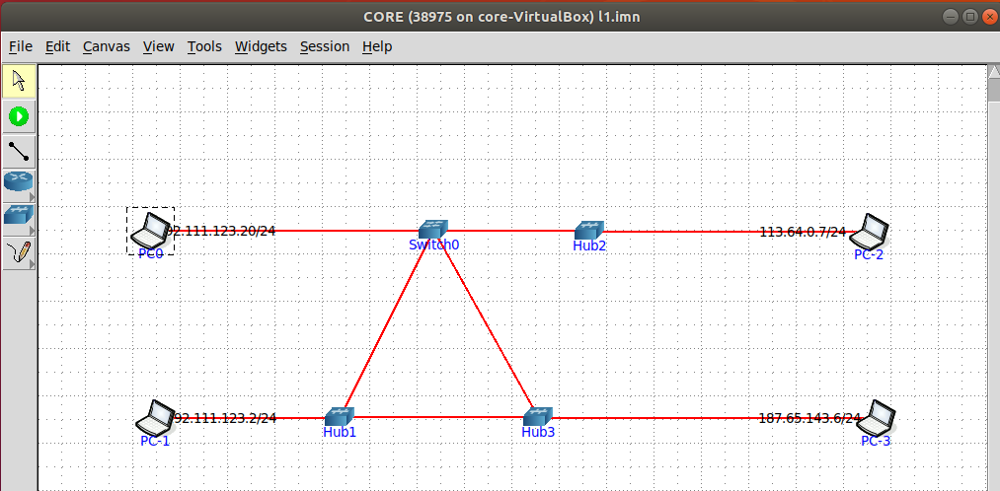 CORE (38975 on core-VirtualBox) l1.imn
File Edit Canvas View Tools Widgets Session Help
2.111.123.20/24
PC0
Switch0
Hub2
113.64.0.7/24
PC-2
92.111.123.2/24
PC-1
Hub1
Hub3
187.65.143.6/24
PC-3